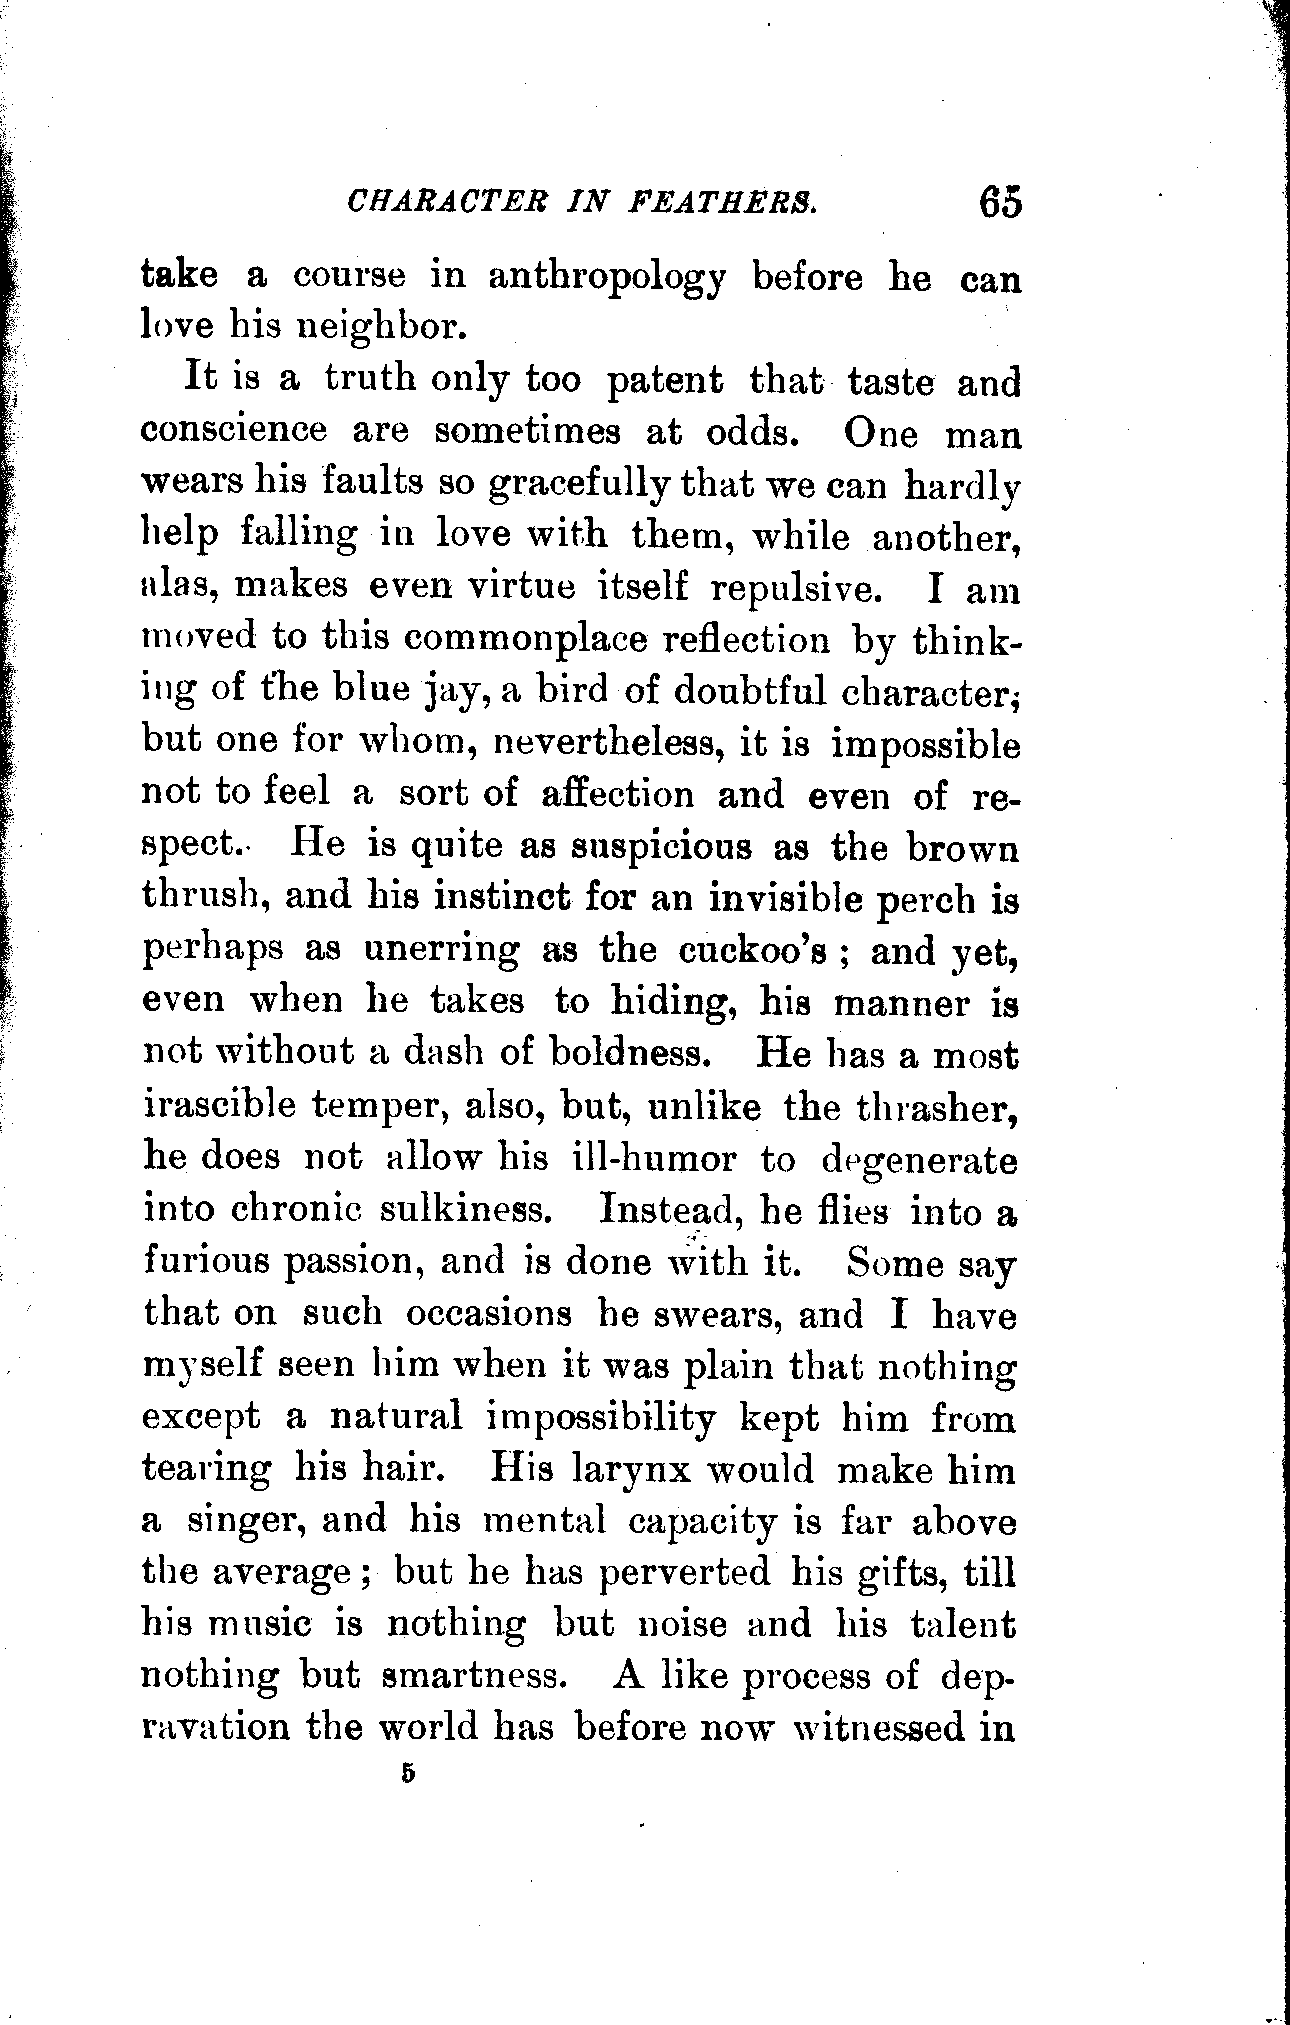 CHARACTER IN FEATHERS. 65
take a course in anthropology before he can
love his neighbor.
It is a truth only too patent that taste and
conscience are sometimes at odds. One man
wears his faults so gracefully that we can hardly
help falling in love with them, while another,
alas, makes even virtue itself repulsive. I am
moved to this commonplace reflection by think-
ing of the blue jay, a bird of doubtful character,
but one for whom, nevertheless, it is impossible
not to feel a sort of affection and even of re-
spect. He is quite as suspicious as the brown
thrush, and his instinct for an invisible perch is
perhaps as unerring as the cuckoo's ; and yet,
even when he takes to hiding, his manner is
not without a dash of boldness. He has a most
irascible temper, also, but, unlike the thrasher,
he does not allow his ill-humor to degenerate
into chronic sulkiness. Instead, he flies into a
furious passion, and is done with it. Some say
that on such occasions he swears, and I have
myself seen him when it was plain that nothing
except a natural impossibility kept him from
tearing his hair. His larynx would make him
a singer, and his mental capacity is far above
the average ; but he has perverted his gifts, till
his music is nothing but noise and his talent
nothing but smartness. A like process of dep-
ravation the world has before now witnessed in
5